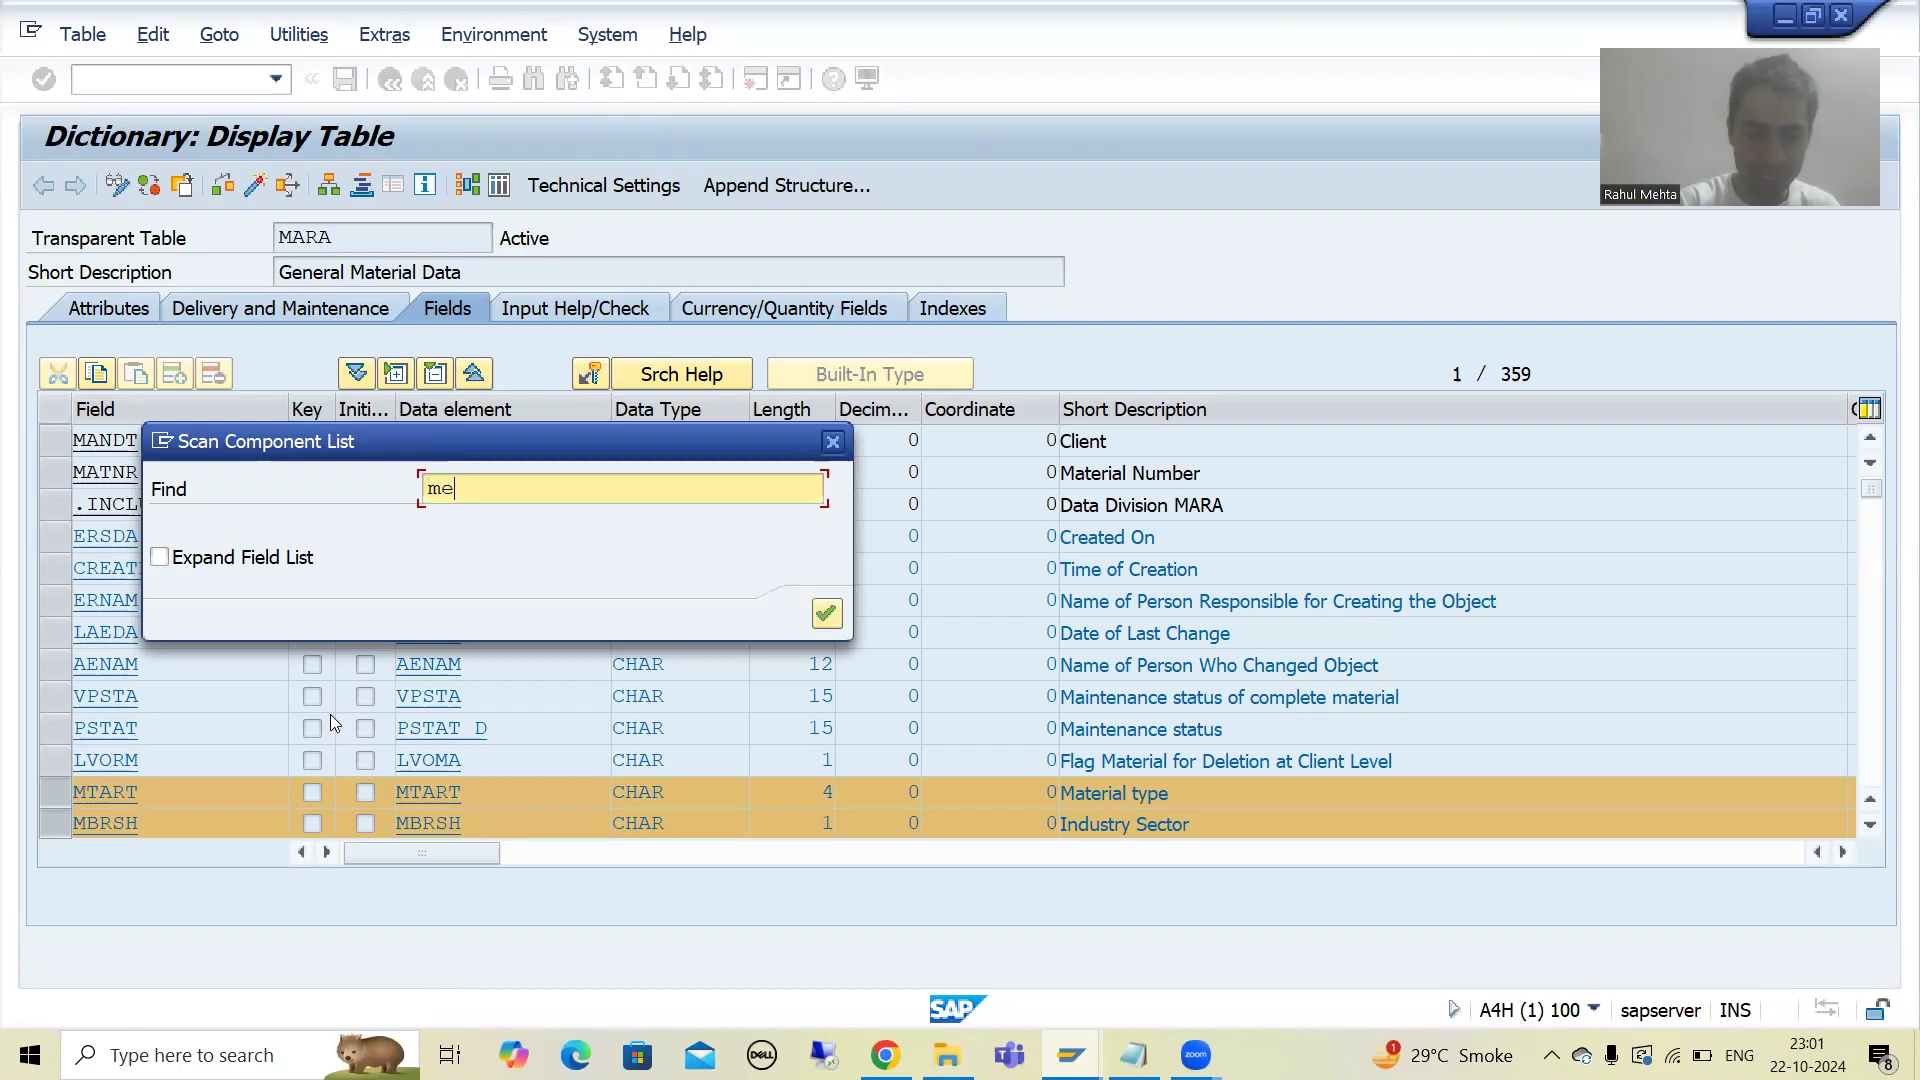 Table Edit Goto Utilities Extras Environment System Help
Rahul Mehta
Dictionary: Display Table
Technical Settings Append Structure...
Transparent Table MARA Active
Short Description General Material Data
Attributes Delivery and Maintenance Fields Input Help/Check Currency/Quantity Fields Indexes
Srch Help Built-In Type 1 / 359
Field Key Initi... Data element Data Type Length Decim... Coordinate Short Description
MANDT 0 0 Client
MATNR 0 0 Material Number
.INCLU 0 0 Data Division MARA
ERSDA 0 0 Created On
CREAT 0 0 Time of Creation
ERNAM 0 0 Name of Person Responsible for Creating the Object
LAEDA 0 0 Date of Last Change
AENAM AENAM CHAR 12 0 0 Name of Person Who Changed Object
VPSTA VPSTA CHAR 15 0 0 Maintenance status of complete material
PSTAT PSTAT_D CHAR 15 0 0 Maintenance status
LVORM LVOMA CHAR 1 0 0 Flag Material for Deletion at Client Level
MTART MTART CHAR 4 0 0 Material type
MBRSH MBRSH CHAR 1 0 0 Industry Sector
Scan Component List
Find me
Expand Field List
SAP
A4H (1) 100 sapserver INS
Type here to search
DELL
zoom
1
29°C Smoke
ENG
23:01
22-10-2024
8